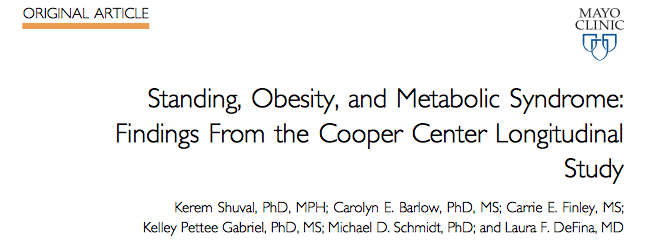 ORIGINAL ARTICLE
MAYO
CLINIC
Standing, Obesity, and Metabolic Syndrome:
Findings From the Cooper Center Longitudinal
Study
Kerem Shuval, PhD, MPH; Carolyn E. Barlow, PhD, MS; Carrie E. Finley, MS;
Kelley Pettee Gabriel, PhD, MS; Michael D. Schmidt, PhD; and Laura F. DeFina, MD